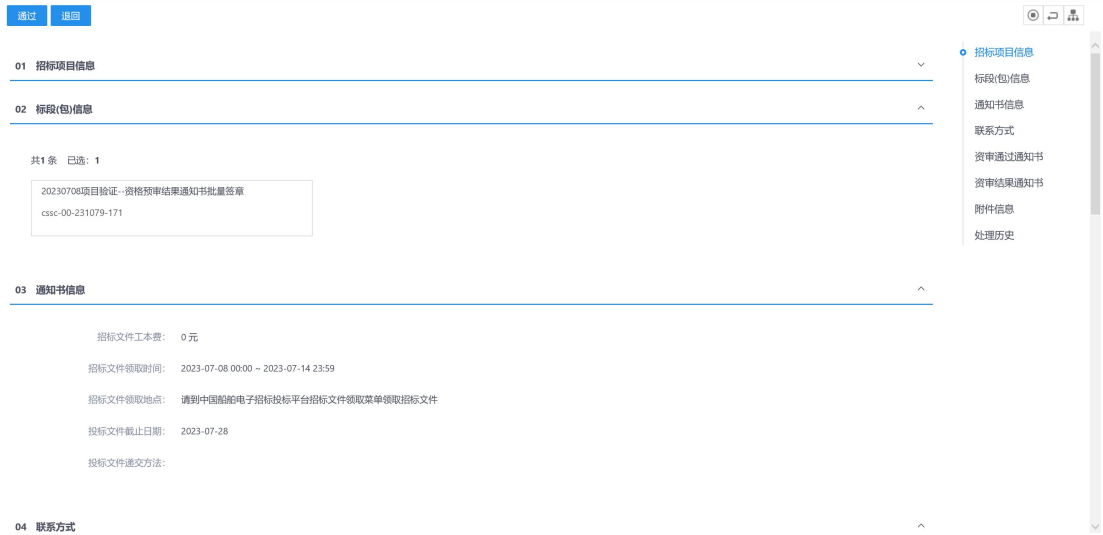 通过 退回
01 招标项目信息
02 标段(包)信息
共1 条 已选：1
20230708项目验证--资格预审结果通知书批量签章
cssc-00-231079-171
03 通知书信息
招标文件工本费： 0 元
招标文件领取时间： 2023-07-08 00:00 ~ 2023-07-14 23:59
招标文件领取地点： 请到中国船舶电子招标投标平台招标文件领取菜单领取招标文件
投标文件截止日期： 2023-07-28
投标文件递交方法：
04 联系方式
招标项目信息
标段(包)信息
通知书信息
联系方式
资审通过通知书
资审结果通知书
附件信息
处理历史